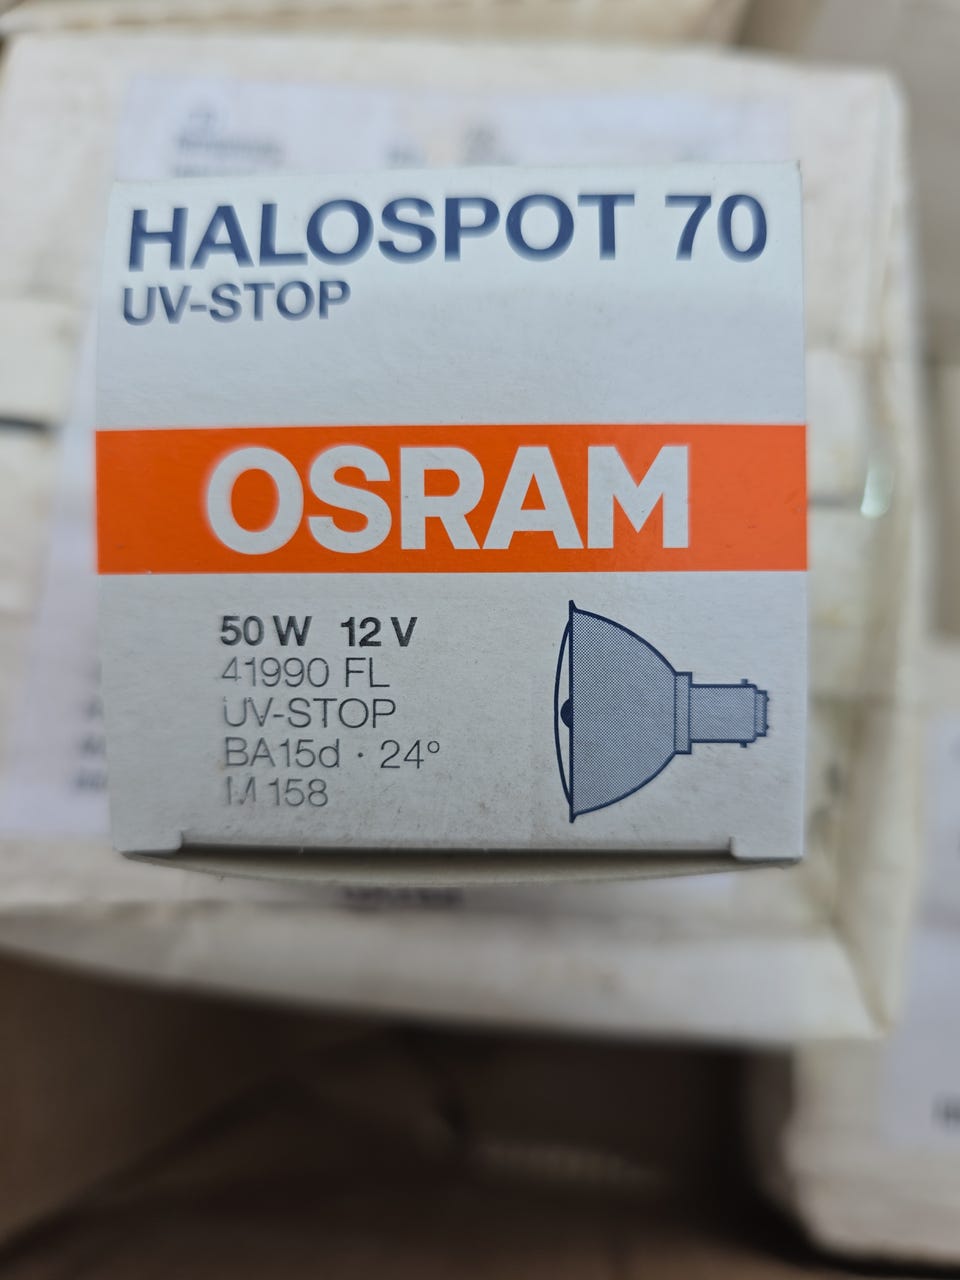 HALOSPOT 70
UV-STOP
OSRAM
50 W 12 V
41990 FL
UV-STOP
BA15d · 24°
M 158